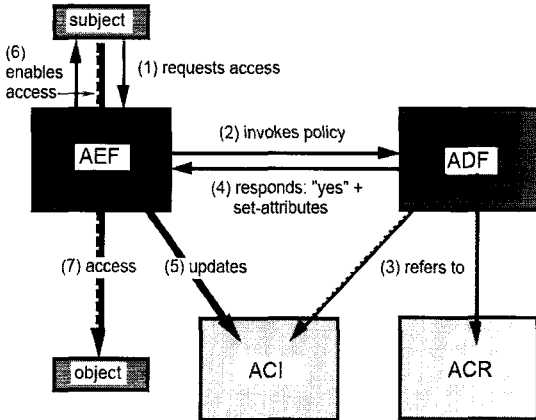 subject
(6)
enables
access
(1) requests access
AEF
(2) invokes policy
ADF
(4) responds: "yes" +
set-attributes
(7) access
(5) updates
(3) refers to
object
ACI
ACR